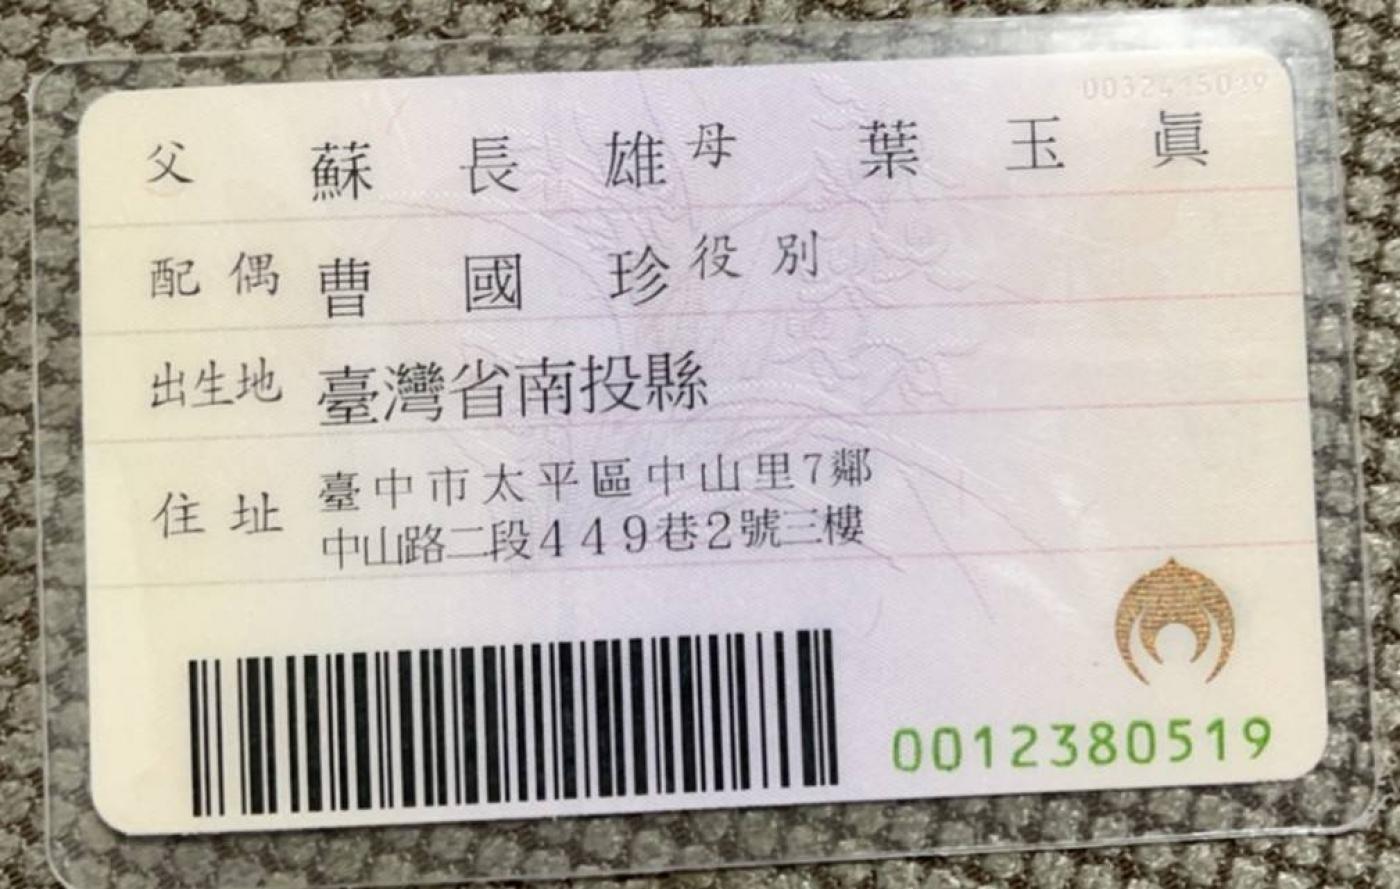 0032415019
父 蘇長雄 母 葉玉眞
配偶 曹國珍 役別
出生地 臺灣省南投縣
住址 臺中市太平區中山里7鄰
中山路二段449巷2號三樓
0012380519